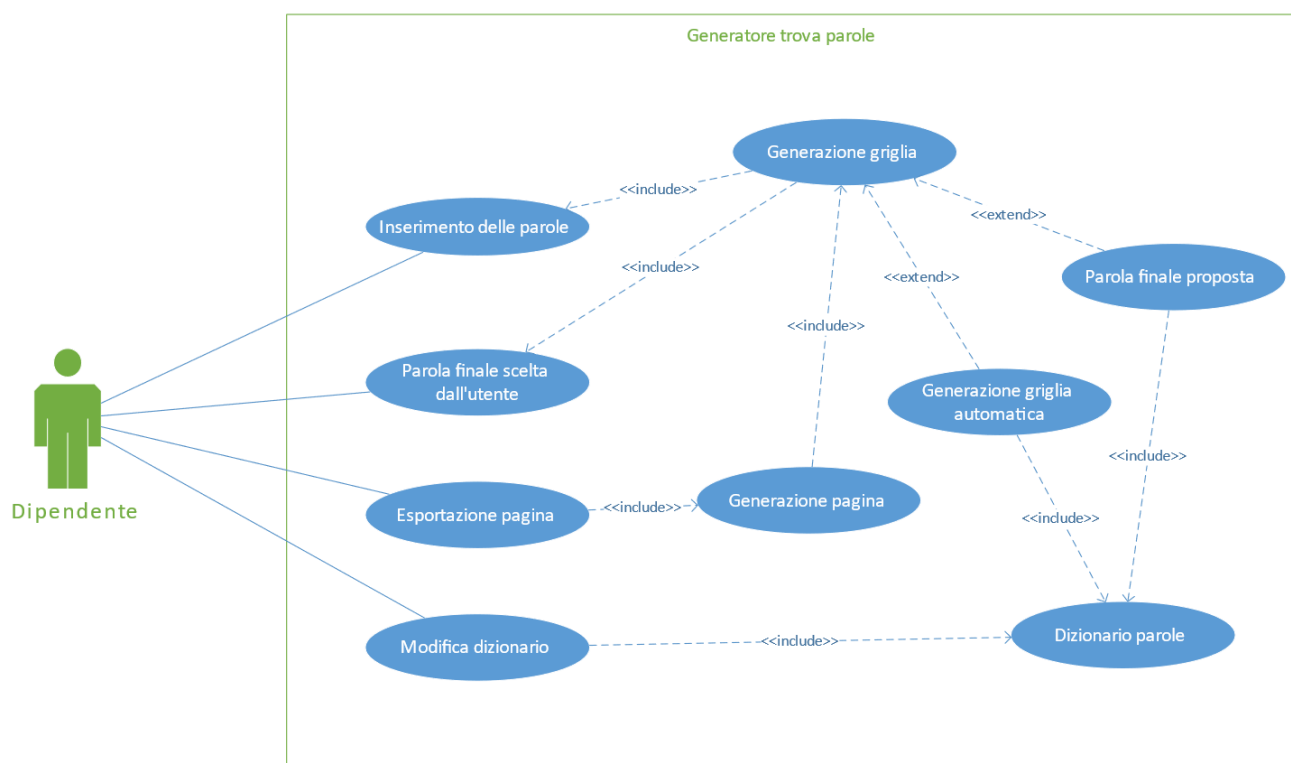 Generatore trova parole
Generazione griglia
<<include>>
Inserimento delle parole
<<extend>>
<<include>>
<<extend>>
Parola finale proposta
<<include>>
Parola finale scelta
dall'utente
Generazione griglia
automatica
<<include>>
Dipendente
Esportazione pagina
<<include>>
Generazione pagina
<<include>>
Modifica dizionario
<<include>>
Dizionario parole